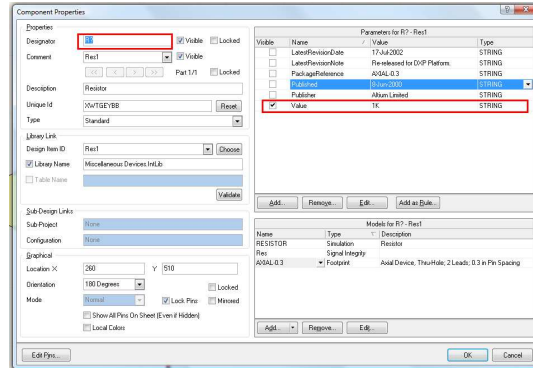 Component Properties
Properties
Designator R? Visible Locked
Comment Res1 Visible
<< < > >> Part 1/1 Locked
Description Resistor
Unique Id XWTGEYBB Reset
Type Standard
Library Link
Design Item ID Res1 Choose
Library Name Miscellaneous Devices.IntLib
Table Name
Validate
Sub-Design Links
Sub-Project None
Configuration None
Graphical
Location X 260 Y 510
Orientation 180 Degrees Locked
Mode Normal Lock Pins Mirrored
Show All Pins On Sheet (Even if Hidden)
Local Colors
Parameters for R? - Res1
Visible Name / Value Type
LatestRevisionDate 17-Jul-2002 STRING
LatestRevisionNote Re-released for DXP Platform. STRING
PackageReference AXIAL-0.3 STRING
Published 8-Jun-2000 STRING
Publisher Altium Limited STRING
Value 1K STRING
Add... Remove... Edit... Add as Rule...
Models for R? - Res1
Name Type Description
RESISTOR Simulation Resistor
Res Signal Integrity
AXIAL-0.3 Footprint Axial Device, Thru-Hole; 2 Leads; 0.3 in Pin Spacing
Add... Remove... Edit...
Edit Pins... OK Cancel